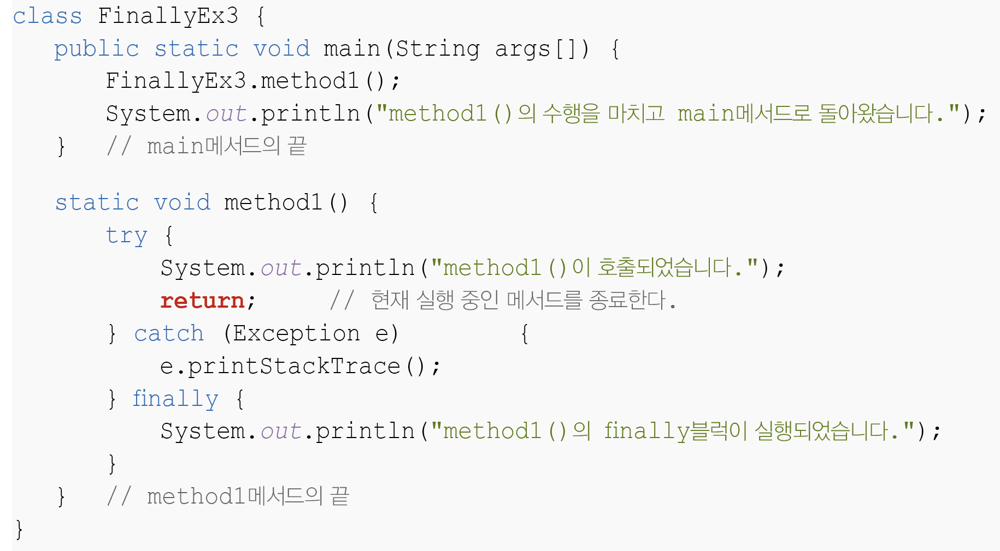 class FinallyEx3 {
public static void main(String args[]) {
FinallyEx3.method1();
System.out.println("method1()의 수행을 마치고 main메서드로 돌아왔습니다.");
} // main메서드의 끝
static void method1() {
try {
System.out.println("method1()이 호출되었습니다.");
return; // 현재 실행 중인 메서드를 종료한다.
} catch (Exception e) {
e.printStackTrace();
} finally {
System.out.println("method1()의 finally블럭이 실행되었습니다.");
}
} // method1메서드의 끝
}